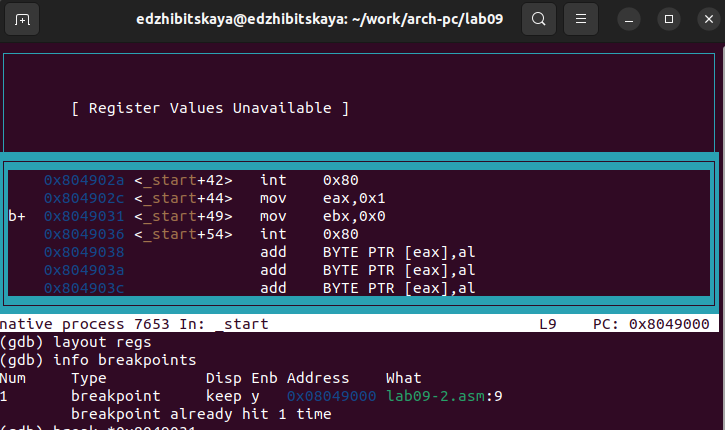 edzhibitskaya@edzhibitskaya: ~/work/arch-pc/lab09
[ Register Values Unavailable ]
0x804902a <_start+42> int 0x80
0x804902c <_start+44> mov eax,0x1
b+ 0x8049031 <_start+49> mov ebx,0x0
0x8049036 <_start+54> int 0x80
0x8049038 add BYTE PTR [eax],al
0x804903a add BYTE PTR [eax],al
0x804903c add BYTE PTR [eax],al
native process 7653 In: _start L9 PC: 0x8049000
(gdb) layout regs
(gdb) info breakpoints
Num Type Disp Enb Address What
1 breakpoint keep y 0x08049000 lab09-2.asm:9
breakpoint already hit 1 time
(gdb) break *0x8049031